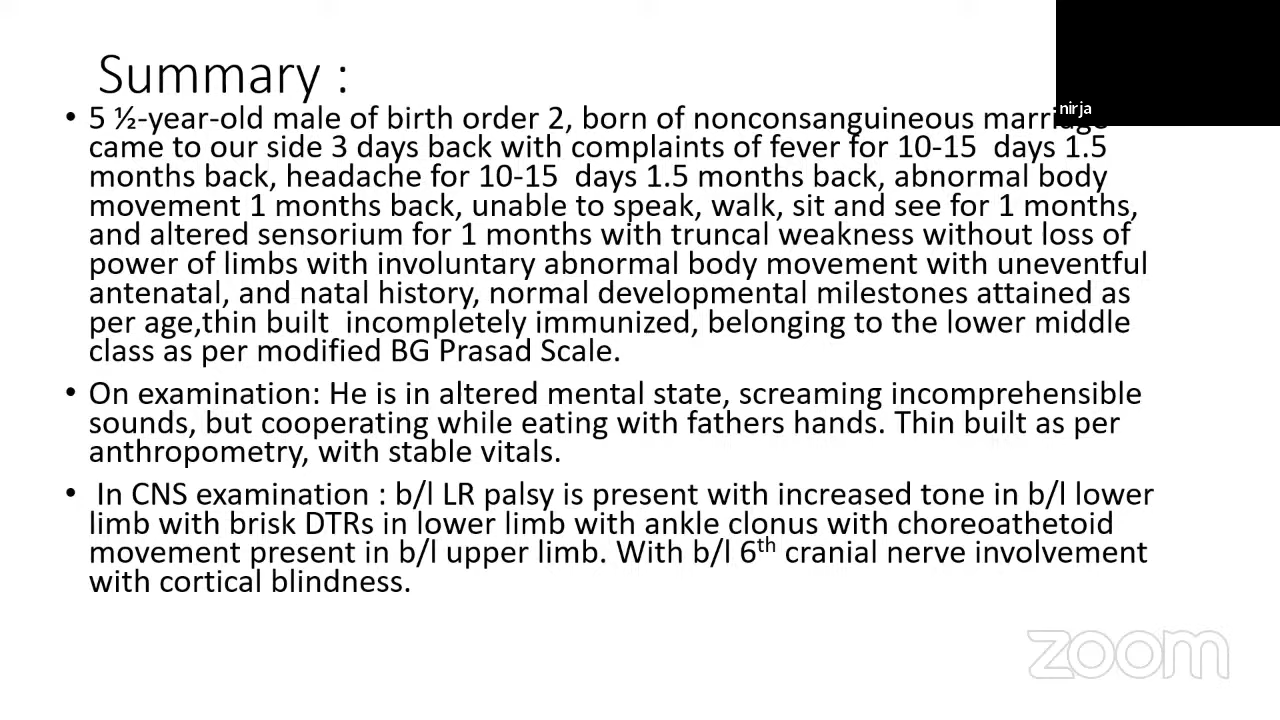 Summary :
nirja
• 5 ½-year-old male of birth order 2, born of nonconsanguineous marriage
came to our side 3 days back with complaints of fever for 10-15 days 1.5
months back, headache for 10-15 days 1.5 months back, abnormal body
movement 1 months back, unable to speak, walk, sit and see for 1 months,
and altered sensorium for 1 months with truncal weakness without loss of
power of limbs with involuntary abnormal body movement with uneventful
antenatal, and natal history, normal developmental milestones attained as
per age,thin built incompletely immunized, belonging to the lower middle
class as per modified BG Prasad Scale.
• On examination: He is in altered mental state, screaming incomprehensible
sounds, but cooperating while eating with fathers hands. Thin built as per
anthropometry, with stable vitals.
• In CNS examination : b/l LR palsy is present with increased tone in b/l lower
limb with brisk DTRs in lower limb with ankle clonus with choreoathetoid
movement present in b/l upper limb. With b/l 6th cranial nerve involvement
with cortical blindness.
zoom